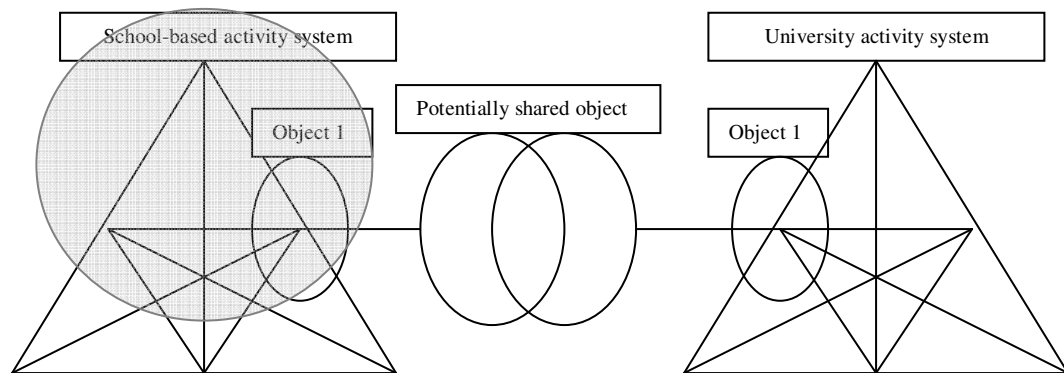 School-based activity system
University activity system
Potentially shared object
Object 1
Object 1